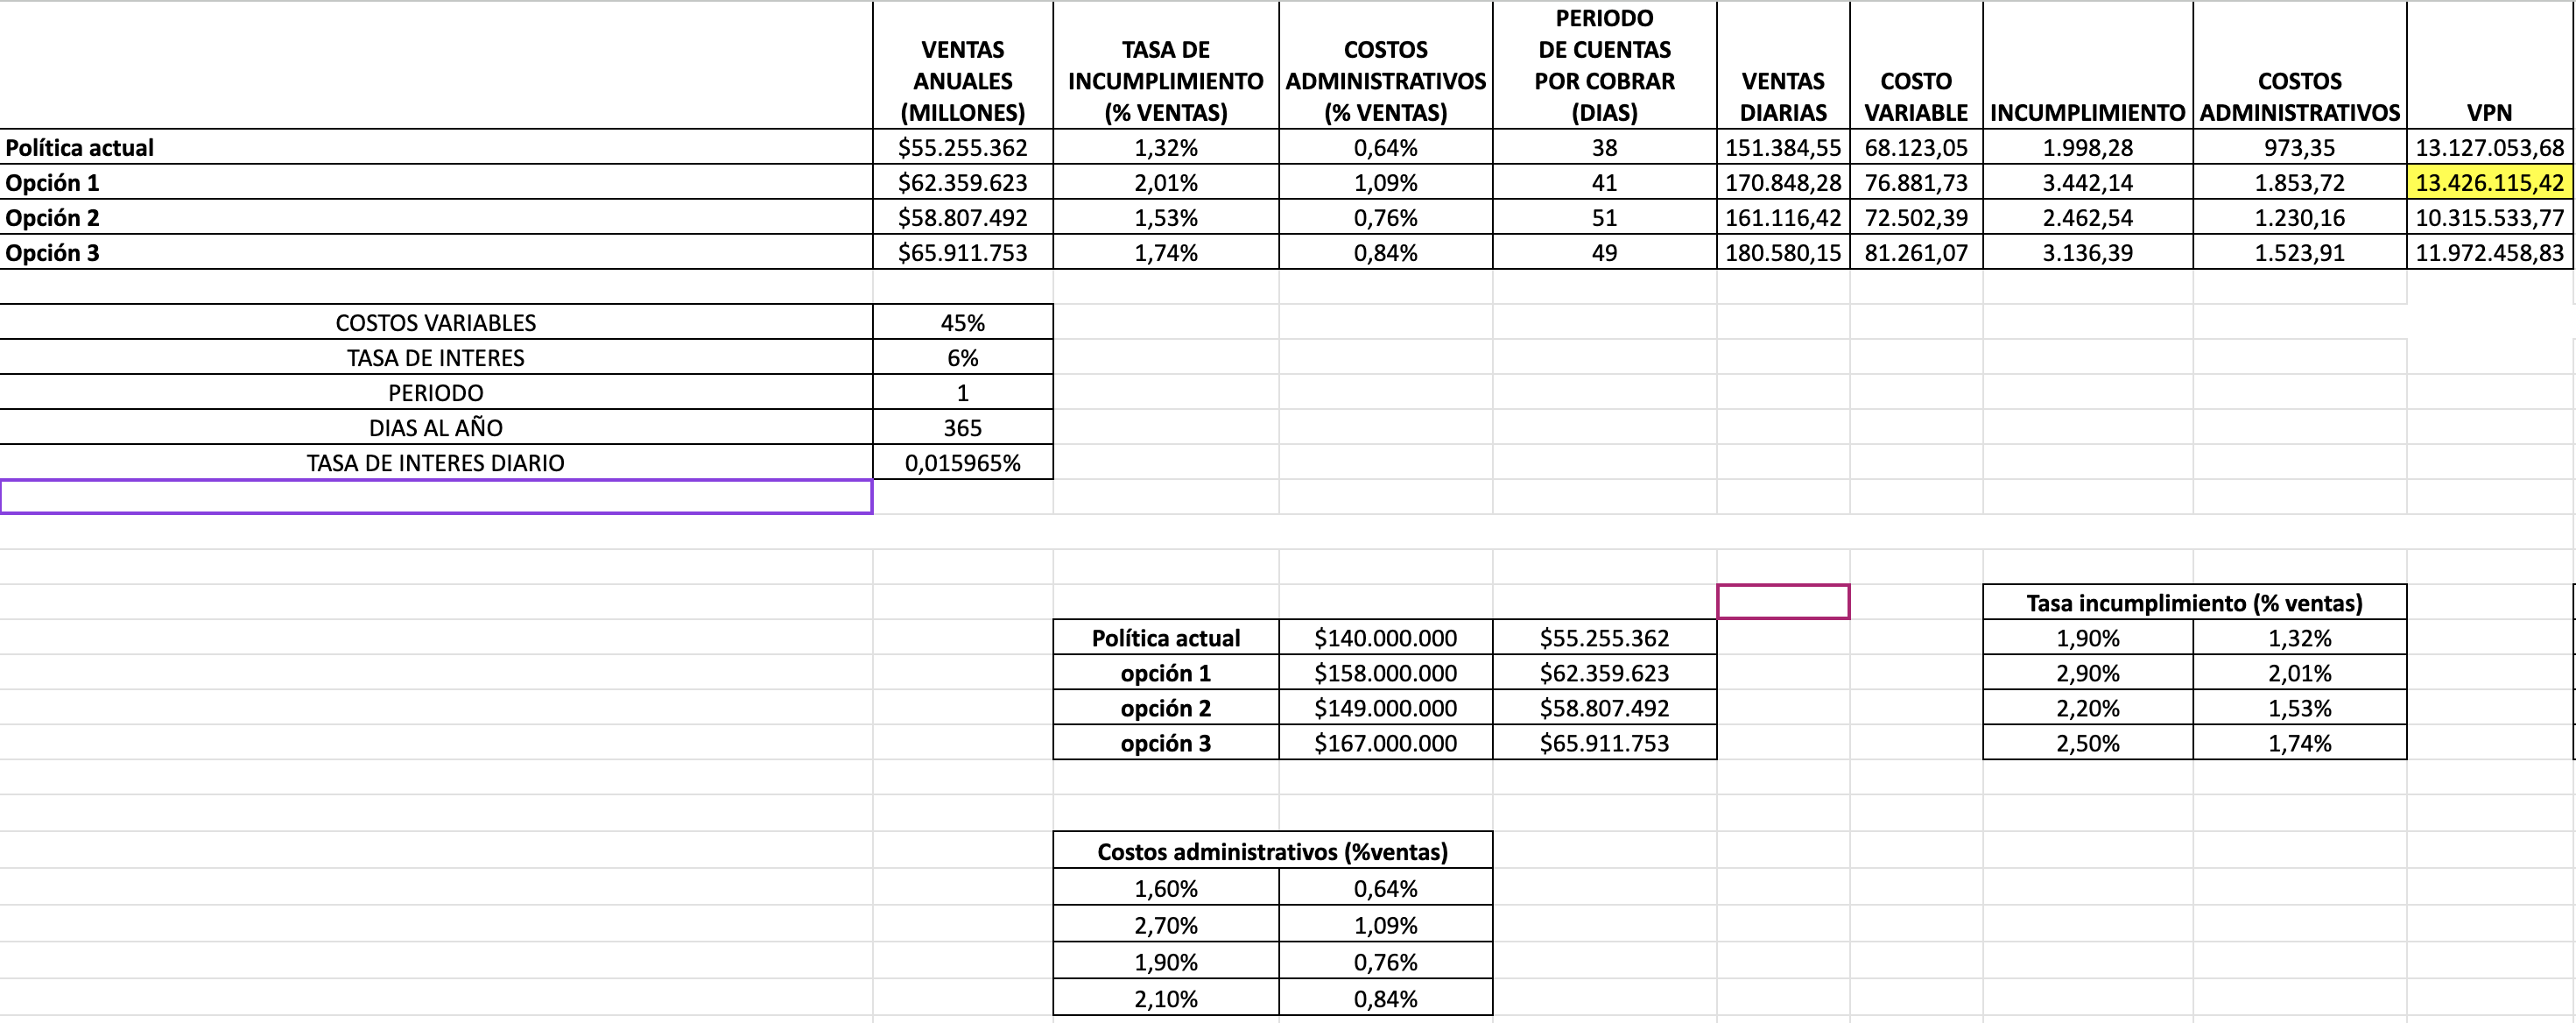 VENTAS ANUALES (MILLONES) TASA DE INCUMPLIMIENTO (% VENTAS) COSTOS ADMINISTRATIVOS (% VENTAS) PERIODO DE CUENTAS POR COBRAR (DIAS) VENTAS DIARIAS COSTO VARIABLE INCUMPLIMIENTO COSTOS ADMINISTRATIVOS VPN
Política actual $55.255.362 1,32% 0,64% 38 151.384,55 68.123,05 1.998,28 973,35 13.127.053,68
Opción 1 $62.359.623 2,01% 1,09% 41 170.848,28 76.881,73 3.442,14 1.853,72 13.426.115,42
Opción 2 $58.807.492 1,53% 0,76% 51 161.116,42 72.502,39 2.462,54 1.230,16 10.315.533,77
Opción 3 $65.911.753 1,74% 0,84% 49 180.580,15 81.261,07 3.136,39 1.523,91 11.972.458,83
COSTOS VARIABLES 45%
TASA DE INTERES 6%
PERIODO 1
DIAS AL AÑO 365
TASA DE INTERES DIARIO 0,015965%
Tasa incumplimiento (% ventas)
Política actual $140.000.000 $55.255.362 1,90% 1,32%
opción 1 $158.000.000 $62.359.623 2,90% 2,01%
opción 2 $149.000.000 $58.807.492 2,20% 1,53%
opción 3 $167.000.000 $65.911.753 2,50% 1,74%
Costos administrativos (%ventas)
1,60% 0,64%
2,70% 1,09%
1,90% 0,76%
2,10% 0,84%